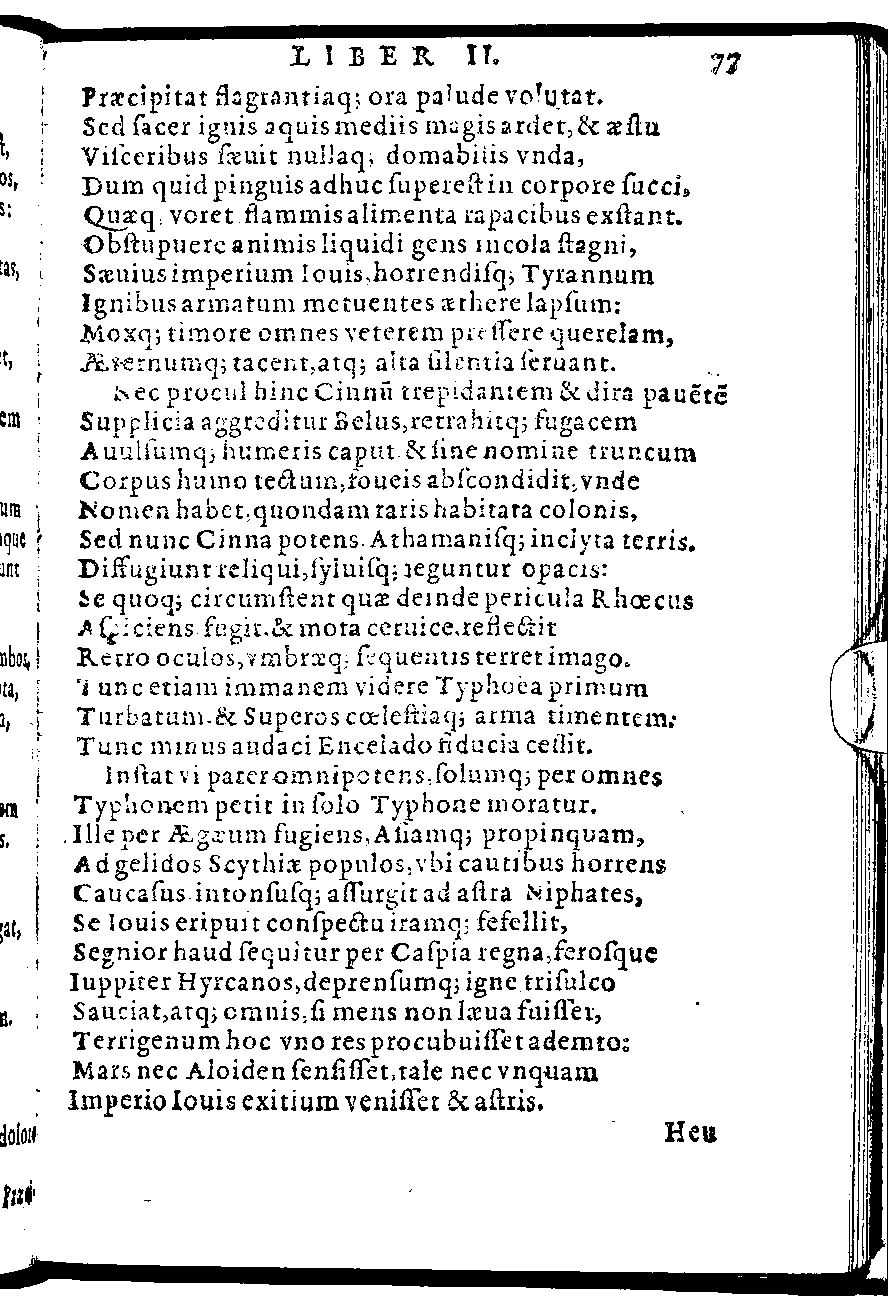 LIBER II. 77
Præcipitat flagrantiaq; ora palude volutat.
Sed ſacer ignis aquis mediis magis ardet, & æſtu
Viſceribus ſæuit nullaq; domabilis vnda,
Dum quid pinguis adhuc ſupereſt in corpore ſucci,
Quæq; voret flammis alimenta rapacibus exſtant.
Obſtupuere animis liquidi gens incola ſtagni,
Sæuius imperium Iouis, horrendiſq; Tyrannum
Ignibus armatum metuentes æthere lapſum:
Moxq; timore omnes veterem preſſere querelam,
Æternumq; tacent, atq; alta ſilentia ſeruant.
Nec procul hinc Cinnū trepidantem & dira pauētē
Supplicia aggreditur Belus, retrahitq; fugacem
Auulſumq; humeris caput & ſine nomine truncum
Corpus humo tectum, foueis abſcondidit, vnde
Nomen habet, quondam raris habitata colonis,
Sed nunc Cinna potens Athamaniſq; inclyta terris.
Diffugiunt reliqui, ſyluiſq; teguntur opacis:
Se quoq; circumſtent quæ deinde pericula Rhœcus
Aſpiciens fugit, & mota ceruice, reflectit
Retro oculos, vmbræq; ſequentis terret imago.
Tunc etiam immanem videre Typhoëa primum
Turbatum, & Superos cœleſtiaq; arma timentem:
Tunc minus audaci Encelado fiducia ceſſit.
Inſtat vi pater omnipotens, ſolumq; per omnes
Typhonem petit in ſolo Typhone moratur.
Ille per Ægæum fugiens, Aſiamq; propinquam,
Ad gelidos Scythiæ populos, vbi cautibus horrens
Caucaſus intonſuſq; aſſurgit ad aſtra Niphates,
Se Iouis eripuit conſpectu iramq; fefellit,
Segnior haud ſequitur per Caſpia regna, feroſque
Iuppiter Hyrcanos, deprenſumq; igne triſulco
Sauciat, atq; omnis, ſi mens non læua fuiſſet,
Terrigenum hoc vno res procubuiſſet ademto:
Mars nec Aloiden ſenſiſſet, tale nec vnquam
Imperio Iouis exitium veniſſet & aſtris.
Heu